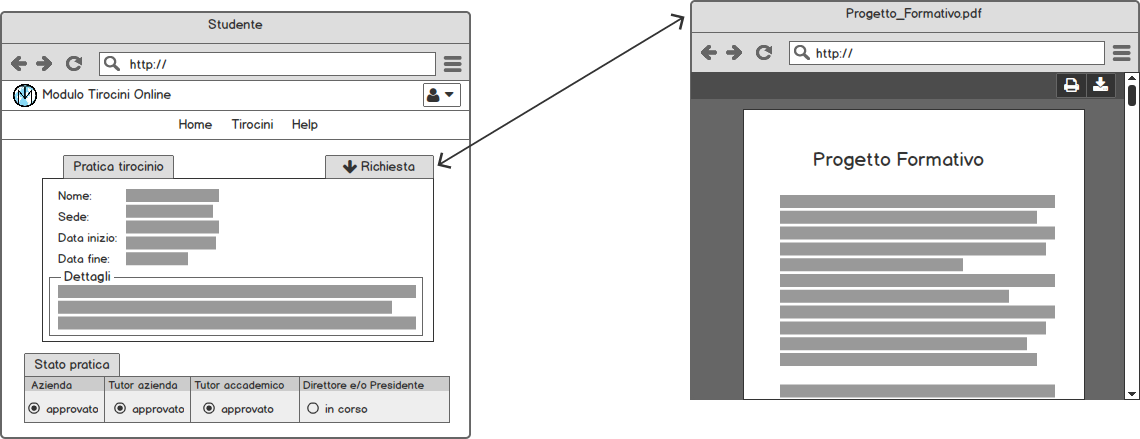 Studente
http://
Modulo Tirocini Online
Home Tirocini Help
Pratica tirocinio
Richiesta
Nome:
Sede:
Data inizio:
Data fine:
Dettagli
Stato pratica
Azienda Tutor azienda Tutor accademico Direttore e/o Presidente
approvato approvato approvato in corso
Progetto_Formativo.pdf
http://
Progetto Formativo